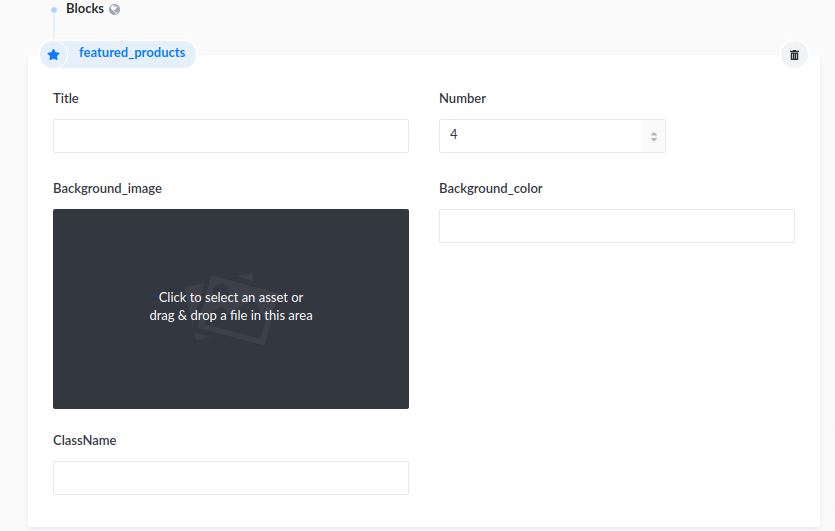 Blocks
featured_products
Title
Number
4
Background_image
Background_color
Click to select an asset or
drag & drop a file in this area
ClassName